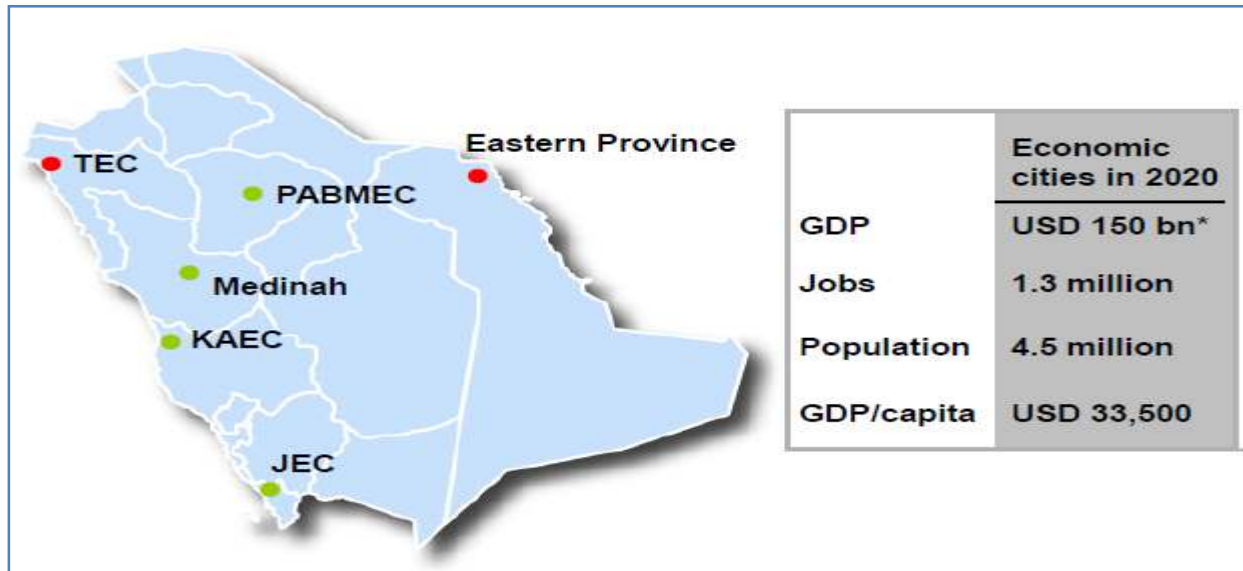 Eastern Province
TEC
PABMEC
Medinah
KAEC
JEC
Economic
cities in 2020
GDP USD 150 bn*
Jobs 1.3 million
Population 4.5 million
GDP/capita USD 33,500